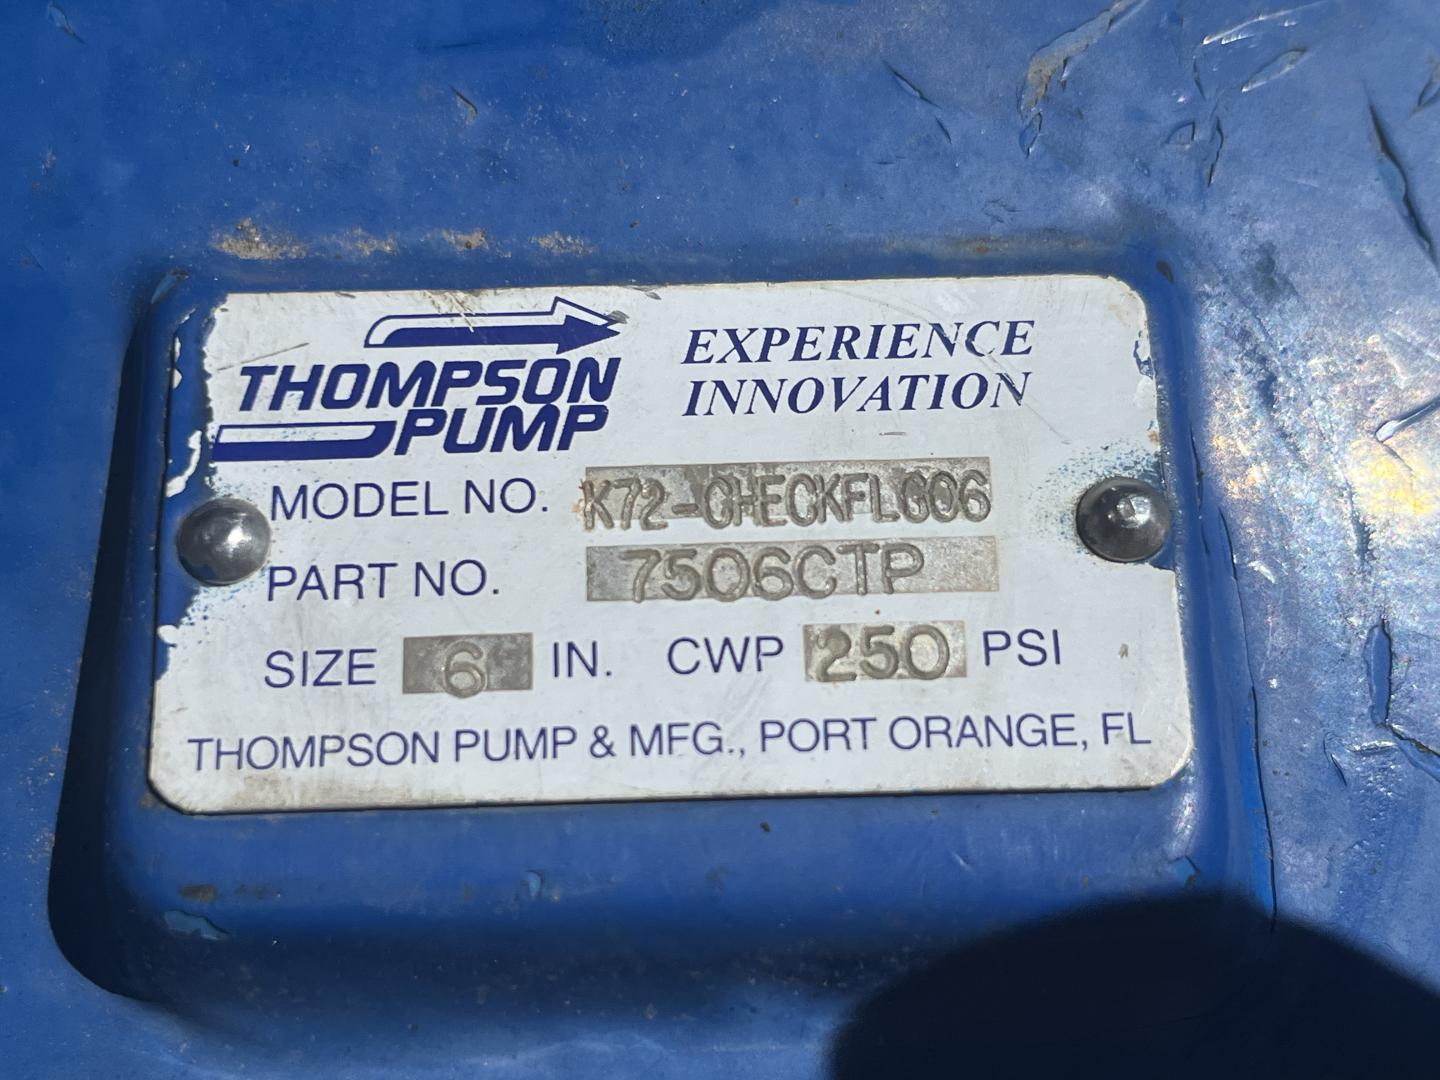 THOMPSON
PUMP
EXPERIENCE
INNOVATION
MODEL NO. K72-CHECKFLG06
PART NO. 7506CTP
SIZE 6 IN. CWP 250 PSI
THOMPSON PUMP & MFG., PORT ORANGE, FL